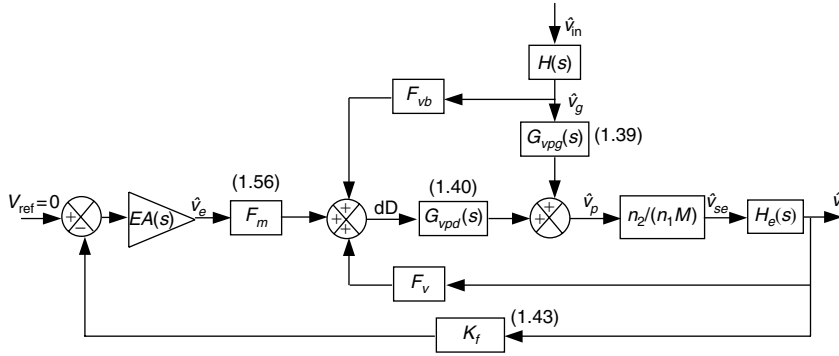 v̂in
H(s)
Fvb
v̂g
Gvpg(s)
(1.39)
(1.56)
(1.40)
Vref=0
+
−
EA(s)
v̂e
Fm
+
+
+
dD
Gvpd(s)
+
+
v̂p
n2/(n1M)
v̂se
He(s)
v̂
Fv
(1.43)
Kf